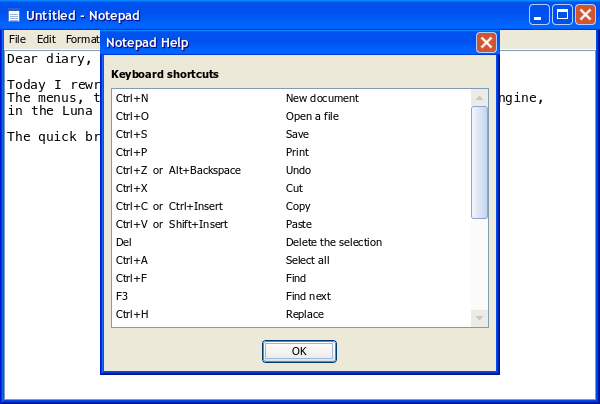 Untitled - Notepad
File Edit Format
Notepad Help
Dear diary,
Today I rewr
The menus, t ngine,
in the Luna
The quick br
Keyboard shortcuts
Ctrl+N New document
Ctrl+O Open a file
Ctrl+S Save
Ctrl+P Print
Ctrl+Z or Alt+Backspace Undo
Ctrl+X Cut
Ctrl+C or Ctrl+Insert Copy
Ctrl+V or Shift+Insert Paste
Del Delete the selection
Ctrl+A Select all
Ctrl+F Find
F3 Find next
Ctrl+H Replace
OK